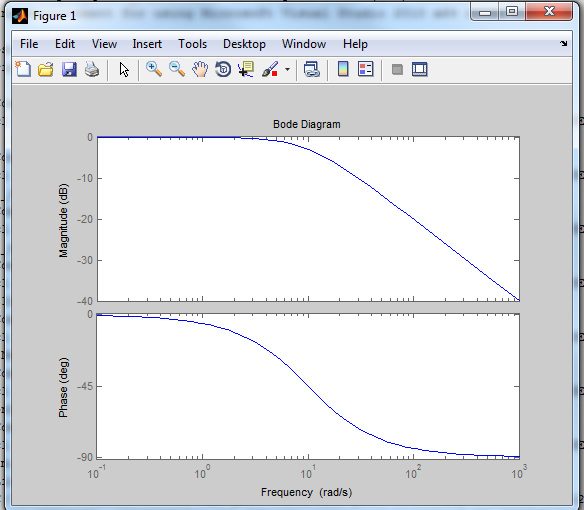 Figure 1
File Edit View Insert Tools Desktop Window Help
Bode Diagram
Magnitude (dB)
0
-10
-20
-30
-40
Phase (deg)
0
-45
-90
10^-1 10^0 10^1 10^2 10^3
Frequency (rad/s)